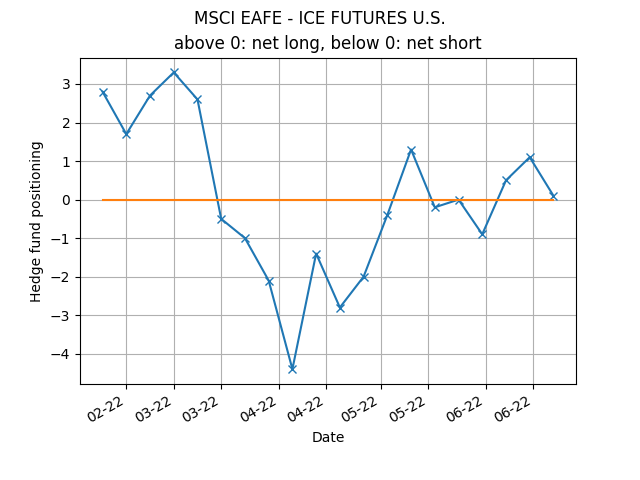 MSCI EAFE - ICE FUTURES U.S.
above 0: net long, below 0: net short
Hedge fund positioning
3
2
1
0
−1
−2
−3
−4
02-22 03-22 03-22 04-22 04-22 05-22 05-22 06-22 06-22
Date